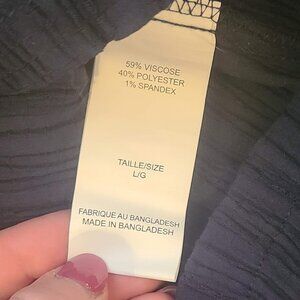 59% VISCOSE
40% POLYESTER
1% SPANDEX
TAILLE/SIZE
L/G
FABRIQUE AU BANGLADESH
MADE IN BANGLADESH